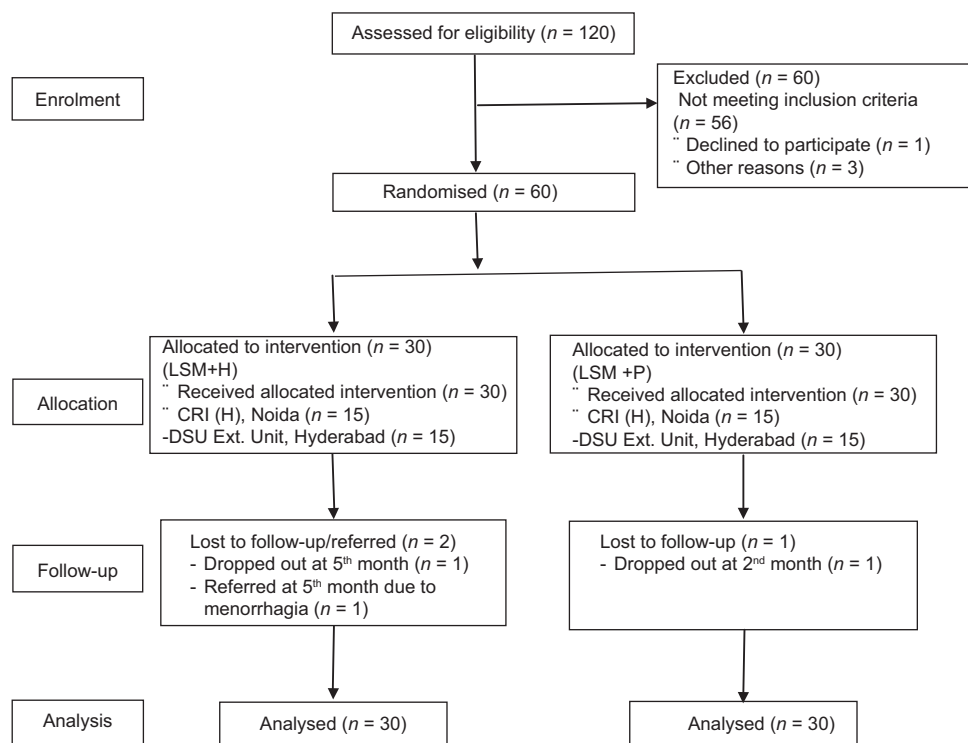 Assessed for eligibility (n = 120)
Enrolment
Excluded (n = 60)
Not meeting inclusion criteria
(n = 56)
¨ Declined to participate (n = 1)
¨ Other reasons (n = 3)
Randomised (n = 60)
Allocation
Allocated to intervention (n = 30)
(LSM+H)
¨ Received allocated intervention (n = 30)
¨ CRI (H), Noida (n = 15)
-DSU Ext. Unit, Hyderabad (n = 15)
Allocated to intervention (n = 30)
(LSM +P)
¨ Received allocated intervention (n = 30)
¨ CRI (H), Noida (n = 15)
-DSU Ext. Unit, Hyderabad (n = 15)
Follow-up
Lost to follow-up/referred (n = 2)
- Dropped out at 5th month (n = 1)
- Referred at 5th month due to
menorrhagia (n = 1)
Lost to follow-up (n = 1)
- Dropped out at 2nd month (n = 1)
Analysis
Analysed (n = 30)
Analysed (n = 30)